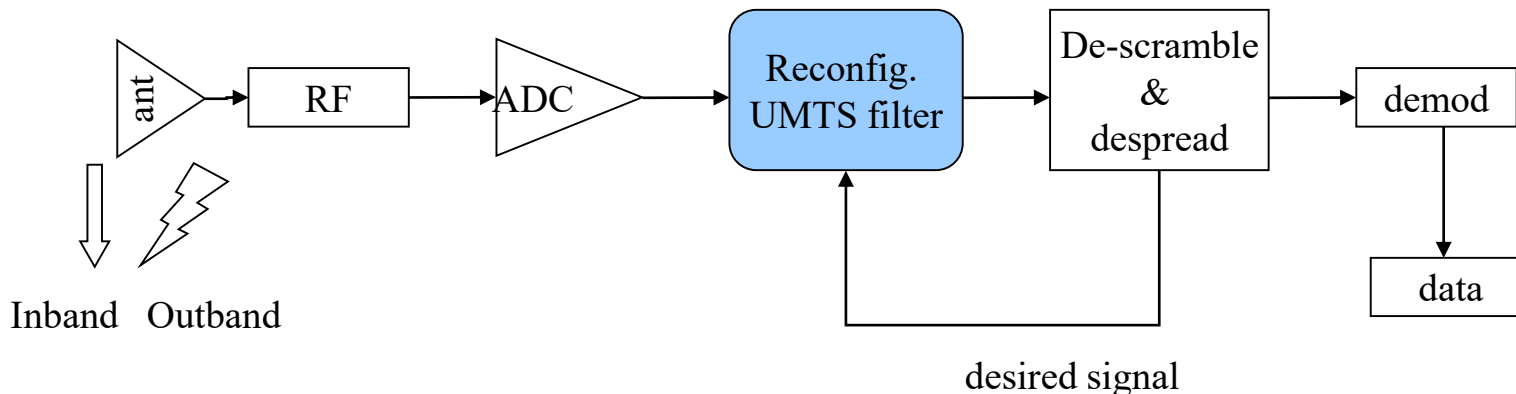 ant
RF
ADC
Reconfig.
UMTS filter
De-scramble
&
despread
demod
data
Inband Outband
desired signal